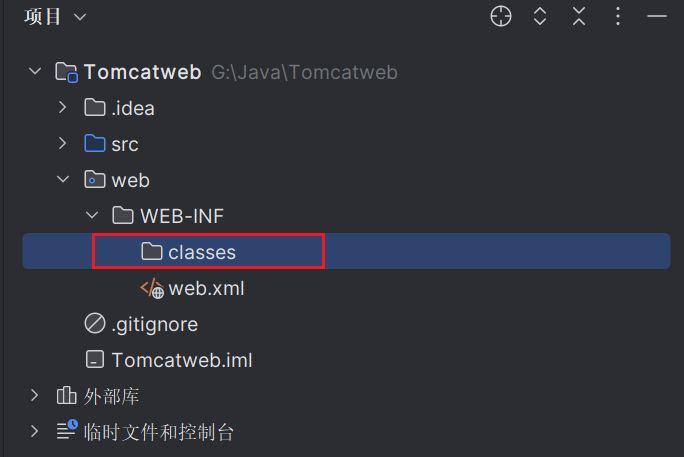 项目
Tomcatweb G:\Java\Tomcatweb
.idea
src
web
WEB-INF
classes
web.xml
.gitignore
Tomcatweb.iml
外部库
临时文件和控制台